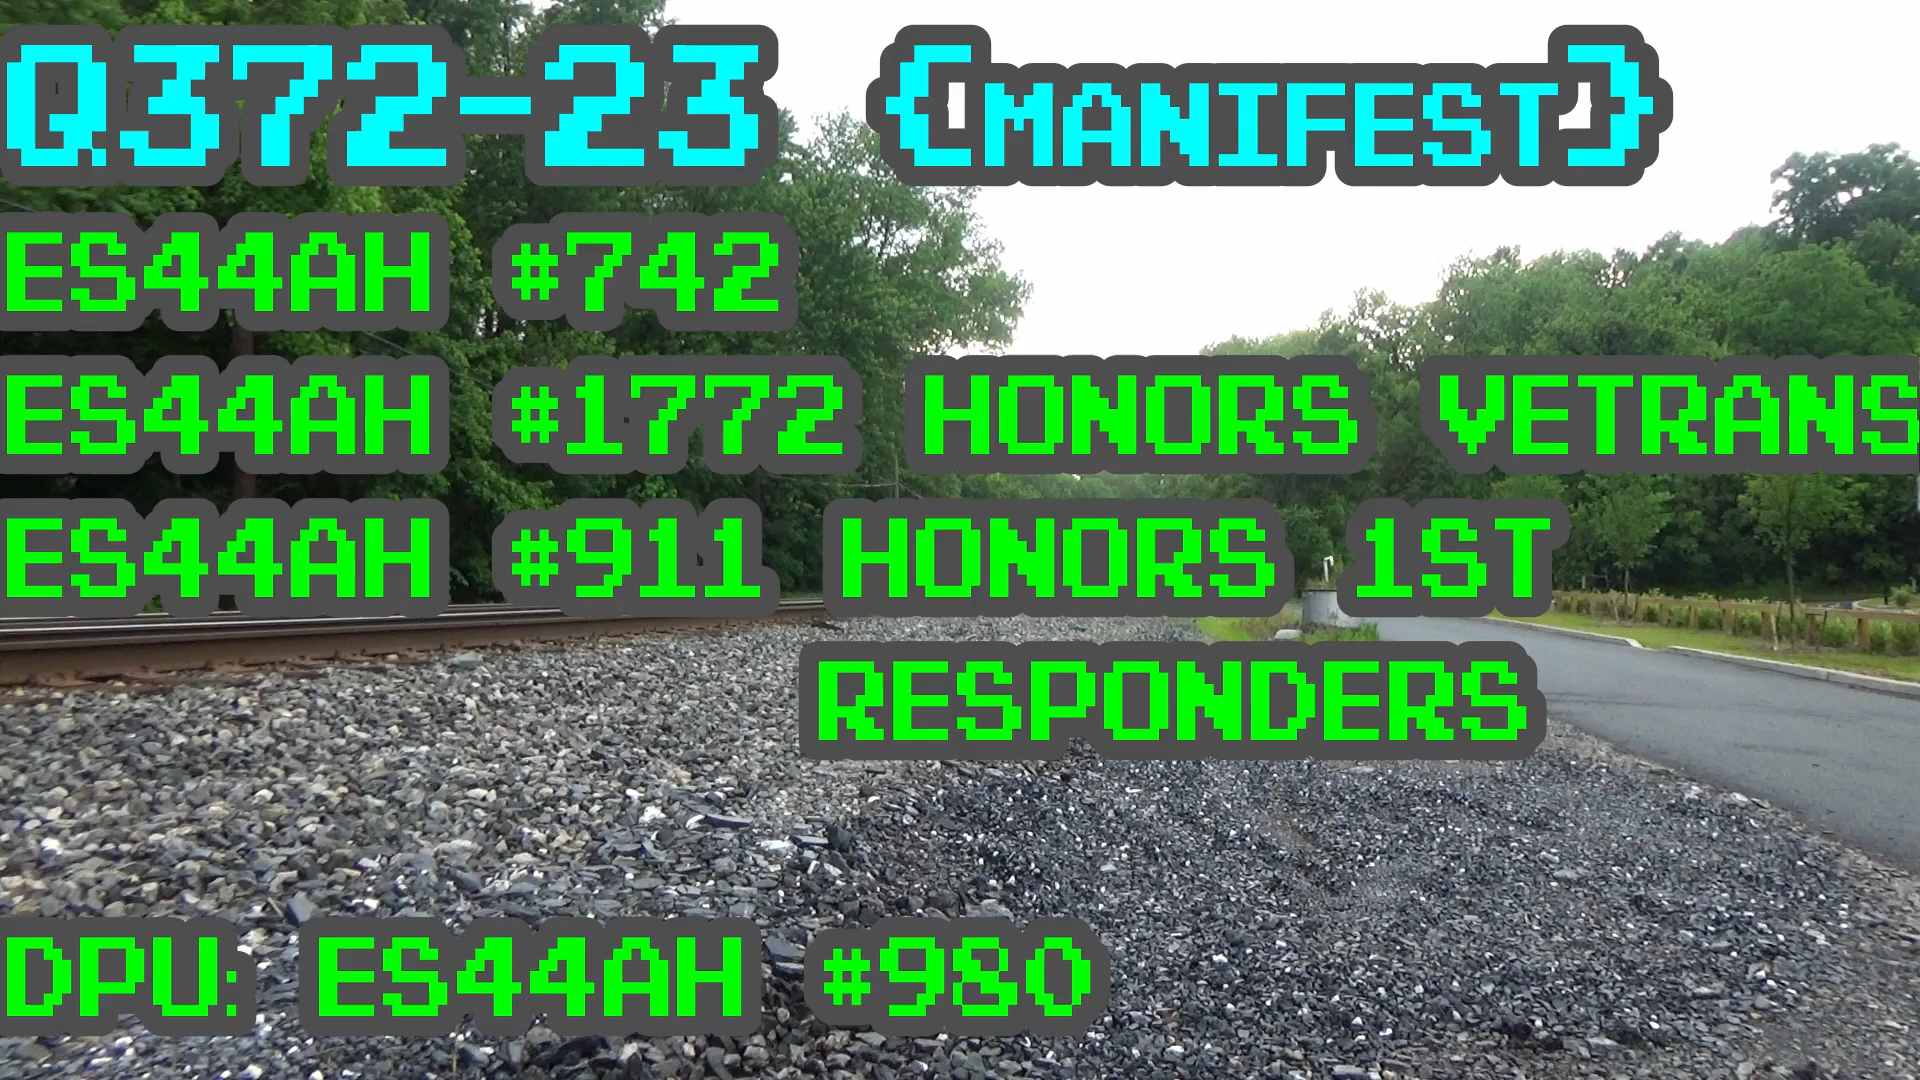 Q372-23 {MANIFEST}
ES44AH #742
ES44AH #1772 HONORS VETRANS
ES44AH #911 HONORS 1ST
RESPONDERS
DPU: ES44AH #980